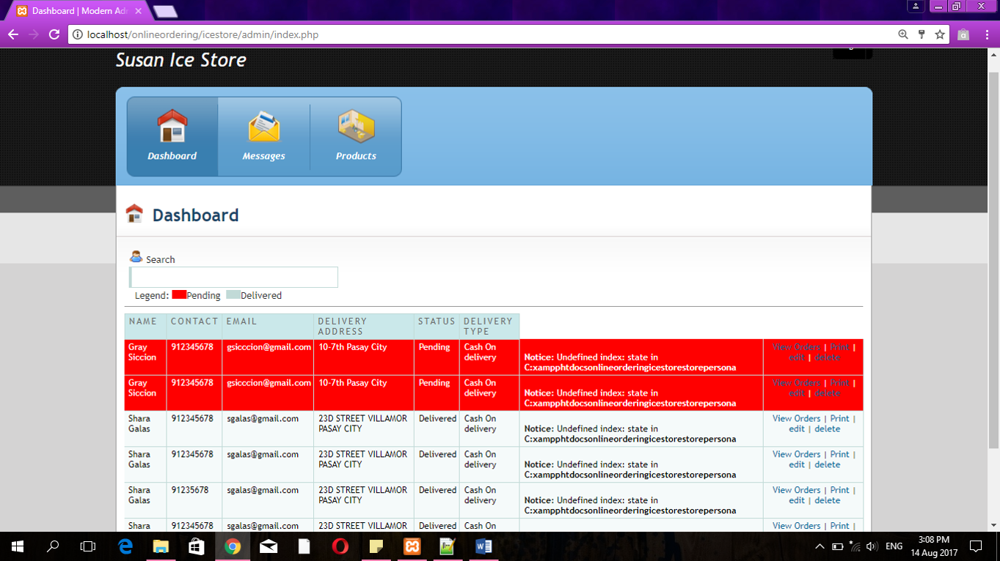 Dashboard | Modern Adm
localhost/onlineordering/icestore/admin/index.php
Susan Ice Store
Dashboard
Messages
Products
Dashboard
Search
Legend: Pending Delivered
NAME CONTACT EMAIL DELIVERY ADDRESS STATUS DELIVERY TYPE
Gray Siccion 912345678 gsicccion@gmail.com 10-7th Pasay City Pending Cash On delivery Notice: Undefined index: state in C:xampphtdocsonlineorderingicestorestorepersona View Orders | Print | edit | delete
Gray Siccion 912345678 gsicccion@gmail.com 10-7th Pasay City Pending Cash On delivery Notice: Undefined index: state in C:xampphtdocsonlineorderingicestorestorepersona View Orders | Print | edit | delete
Shara Galas 912345678 sgalas@gmail.com 23D STREET VILLAMOR PASAY CITY Delivered Cash On delivery Notice: Undefined index: state in C:xampphtdocsonlineorderingicestorestorepersona View Orders | Print | edit | delete
Shara Galas 912345678 sgalas@gmail.com 23D STREET VILLAMOR PASAY CITY Delivered Cash On delivery Notice: Undefined index: state in C:xampphtdocsonlineorderingicestorestorepersona View Orders | Print | edit | delete
Shara Galas 91235678 sgalas@gmail.com 23D STREET VILLAMOR PASAY CITY Delivered Cash On delivery Notice: Undefined index: state in C:xampphtdocsonlineorderingicestorestorepersona View Orders | Print | edit | delete
Shara 912345678 sgalas@gmail.com 23D STREET VILLAMOR Delivered Cash On View Orders | Print |
ENG
3:08 PM
14 Aug 2017